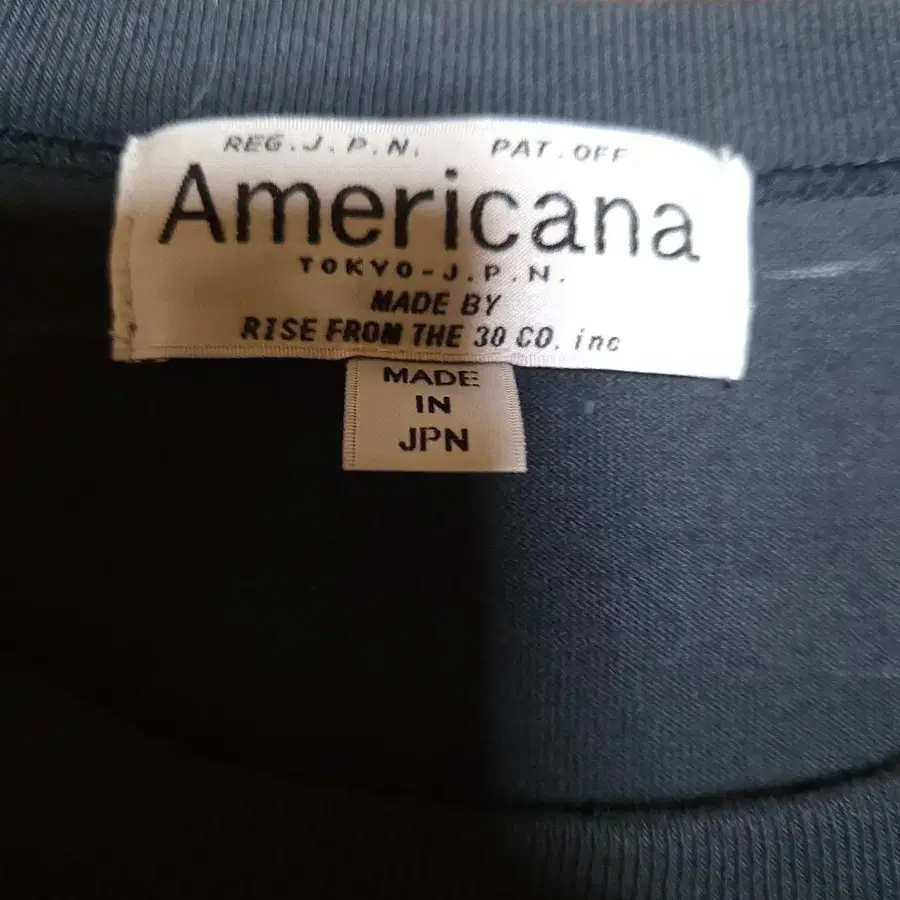 REG.J.P.N. PAT.OFF.
Americana
TOKYO-J.P.N.
MADE BY
RISE FROM THE 30 CO. inc
MADE
IN
JPN